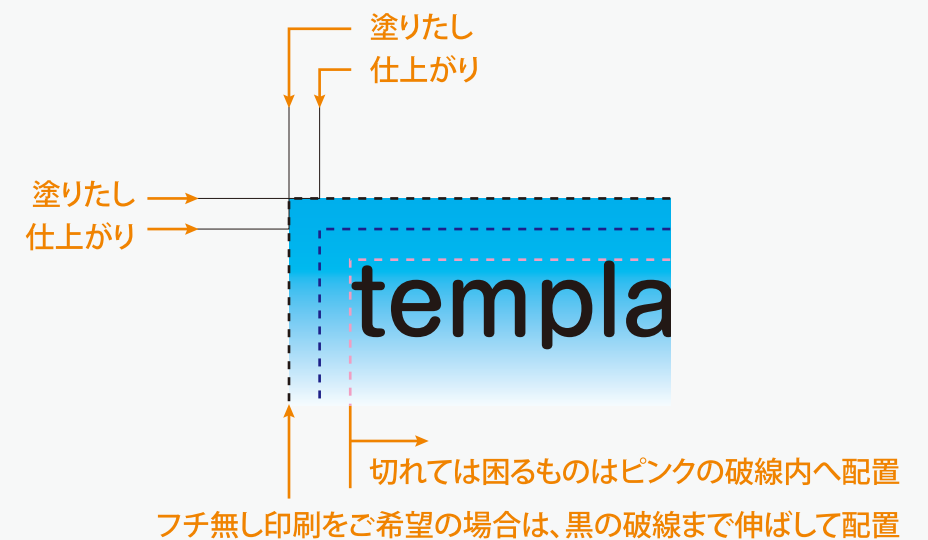 塗りたし
仕上がり
塗りたし
仕上がり
templa
切れては困るものはピンクの破線内へ配置
フチ無し印刷をご希望の場合は、黒の破線まで伸ばして配置